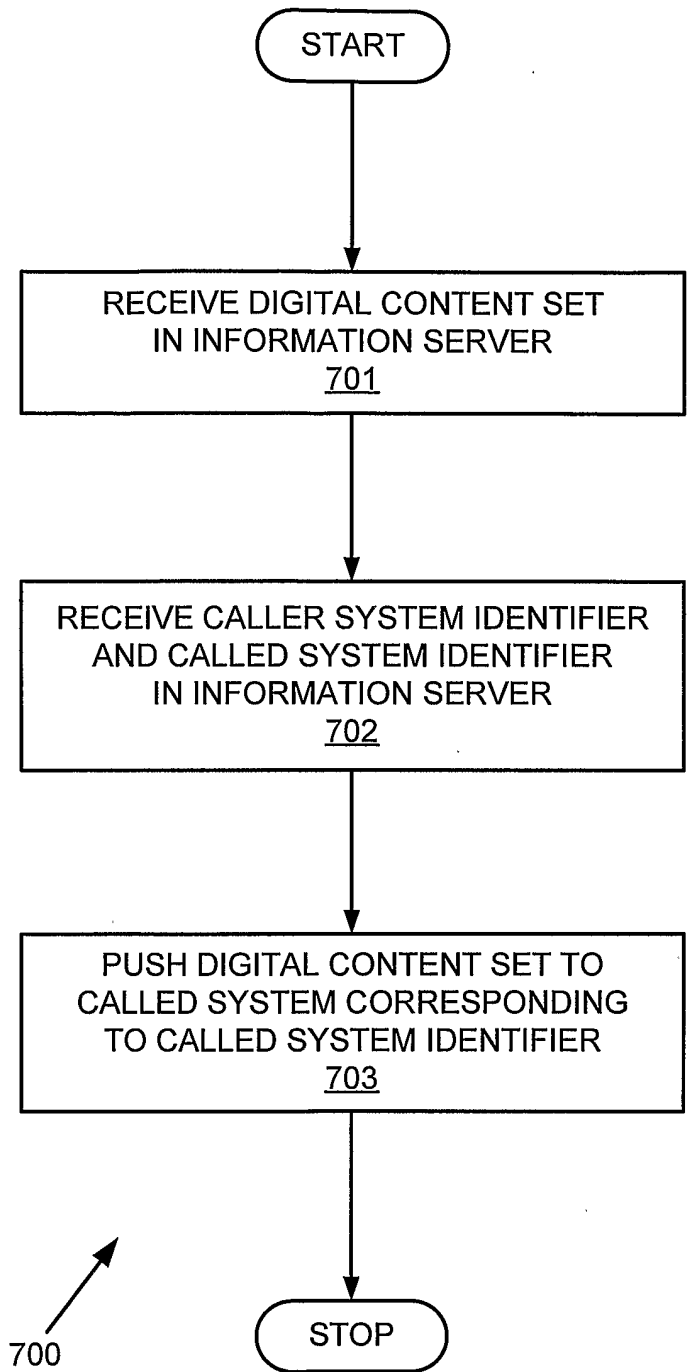 START
RECEIVE DIGITAL CONTENT SET
IN INFORMATION SERVER
701
RECEIVE CALLER SYSTEM IDENTIFIER
AND CALLED SYSTEM IDENTIFIER
IN INFORMATION SERVER
702
PUSH DIGITAL CONTENT SET TO
CALLED SYSTEM CORRESPONDING
TO CALLED SYSTEM IDENTIFIER
703
700
STOP